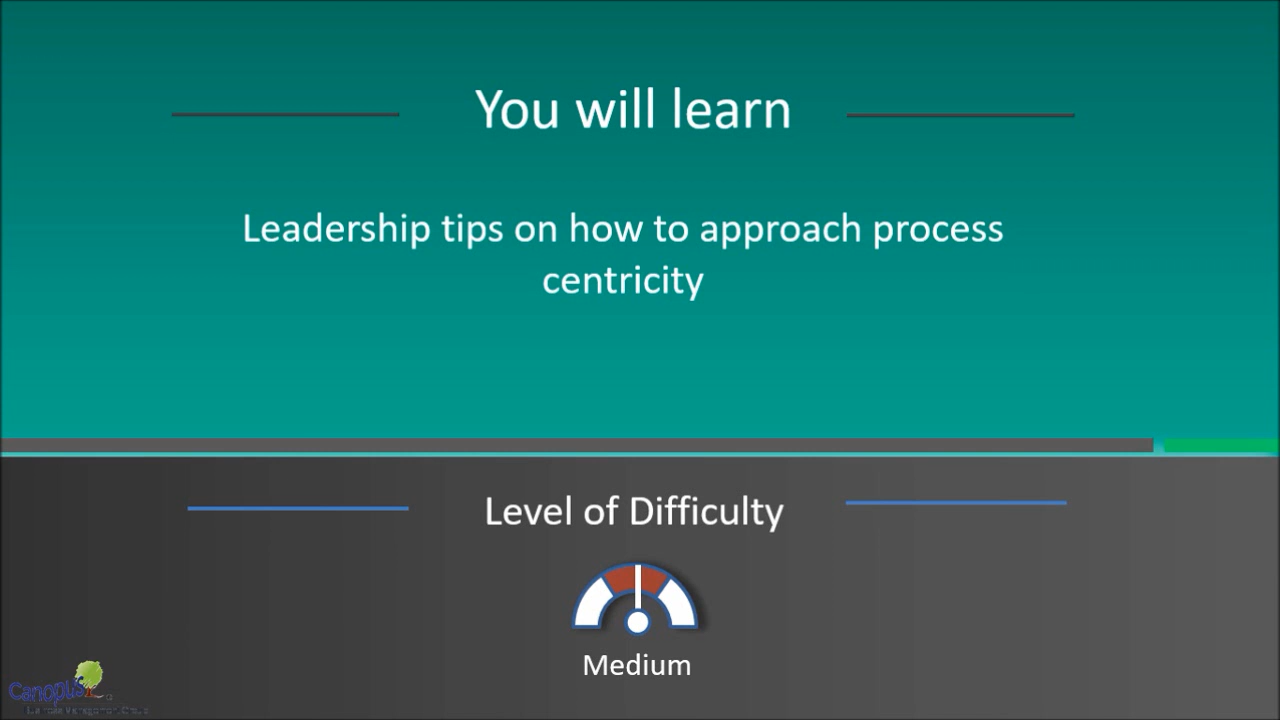 You will learn
Leadership tips on how to approach process
centricity
Level of Difficulty
Medium
Canopus